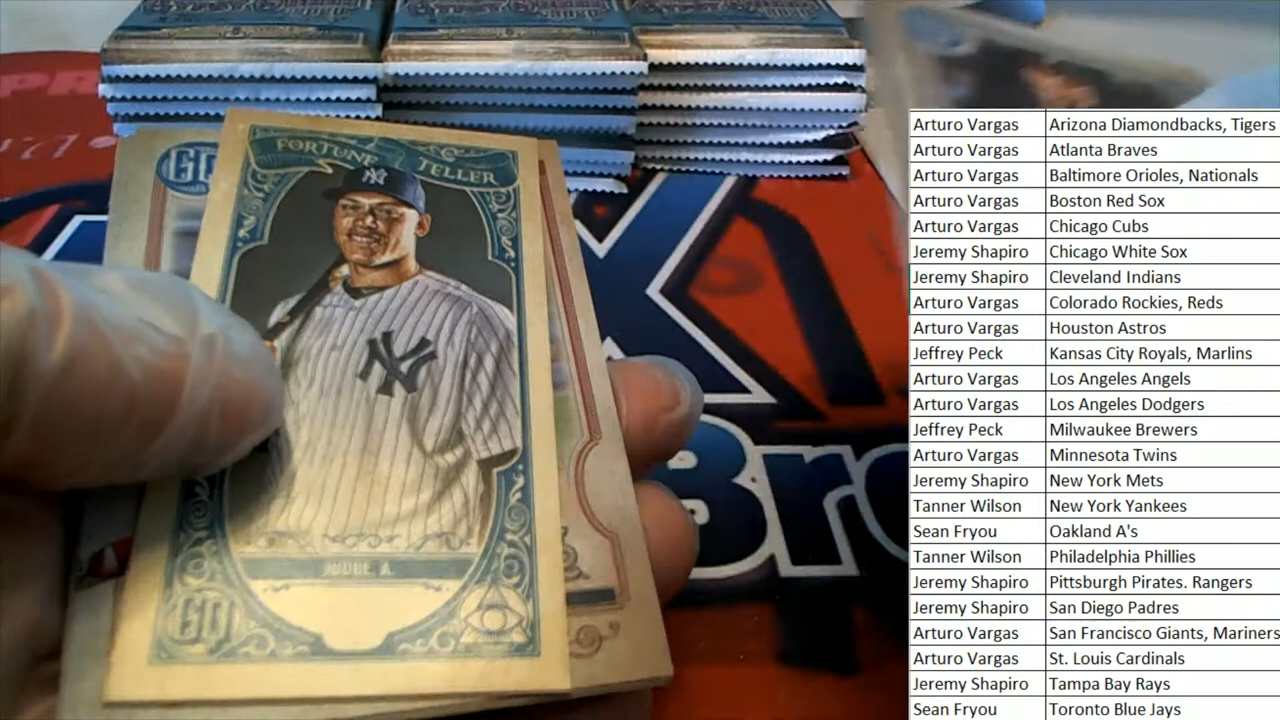 FORTUNE TELLER
NY
NY
JUDGE A.
GQ
GQ
PR
Br
Arturo Vargas Arizona Diamondbacks, Tigers
Arturo Vargas Atlanta Braves
Arturo Vargas Baltimore Orioles, Nationals
Arturo Vargas Boston Red Sox
Arturo Vargas Chicago Cubs
Jeremy Shapiro Chicago White Sox
Jeremy Shapiro Cleveland Indians
Arturo Vargas Colorado Rockies, Reds
Arturo Vargas Houston Astros
Jeffrey Peck Kansas City Royals, Marlins
Arturo Vargas Los Angeles Angels
Arturo Vargas Los Angeles Dodgers
Jeffrey Peck Milwaukee Brewers
Arturo Vargas Minnesota Twins
Jeremy Shapiro New York Mets
Tanner Wilson New York Yankees
Sean Fryou Oakland A's
Tanner Wilson Philadelphia Phillies
Jeremy Shapiro Pittsburgh Pirates. Rangers
Jeremy Shapiro San Diego Padres
Arturo Vargas San Francisco Giants, Mariners
Arturo Vargas St. Louis Cardinals
Jeremy Shapiro Tampa Bay Rays
Sean Fryou Toronto Blue Jays